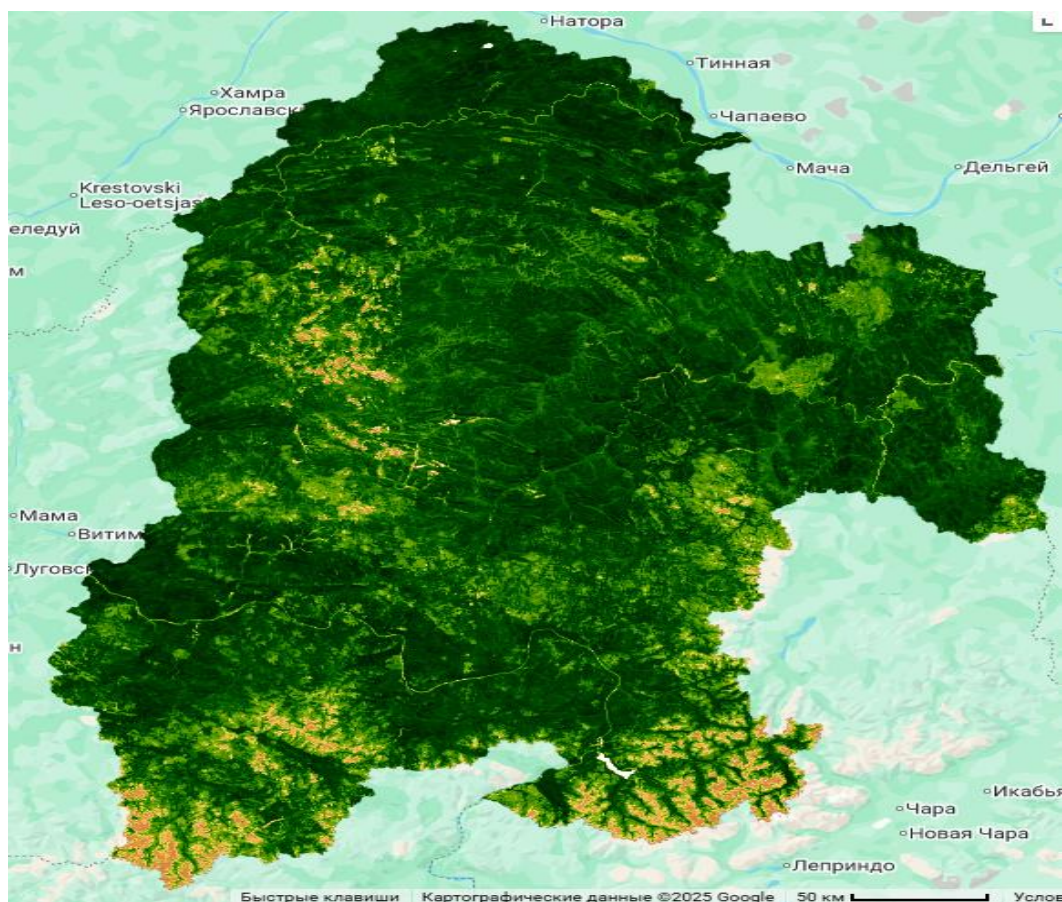 Натора
Тинная
Хамра
Ярославск
Чапаево
Мача
Дельгей
Krestovski
Leso-oetsjas
еледуй
м
Мама
Витим
Луговс
н
Икабья
Чара
Новая Чара
Леприндо
Быстрые клавиши
Картографические данные ©2025 Google
50 км
Услов